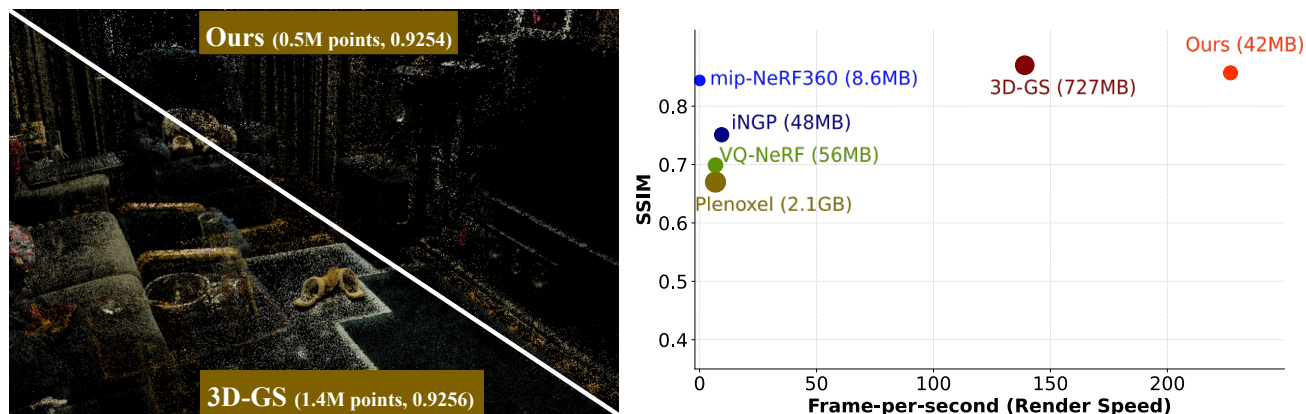 Ours (0.5M points, 0.9254)
3D-GS (1.4M points, 0.9256)
Ours (42MB)
mip-NeRF360 (8.6MB)
3D-GS (727MB)
iNGP (48MB)
VQ-NeRF (56MB)
Plenoxel (2.1GB)
SSIM
0.8
0.7
0.6
0.5
0.4
0
50
100
150
200
Frame-per-second (Render Speed)